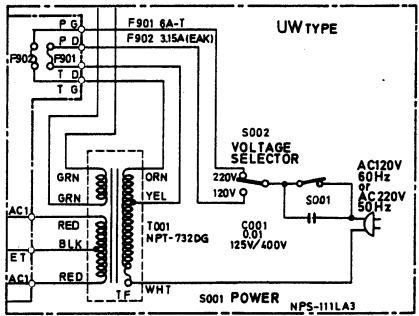 P G
F901 6A-T
UW TYPE
P D
F902 3.15A(EAK)
F902
F901
T D
T G
S002
VOLTAGE
SELECTOR
GRN
ORN
220V
AC120V
60Hz
or
AC220V
50Hz
GRN
YEL
120V
S001
AC1
RED
T001
NPT-732DG
C001
0.01
125V/400V
BLK
ET
AC1
RED
TF
WHT
S001 POWER
NPS-111LA3